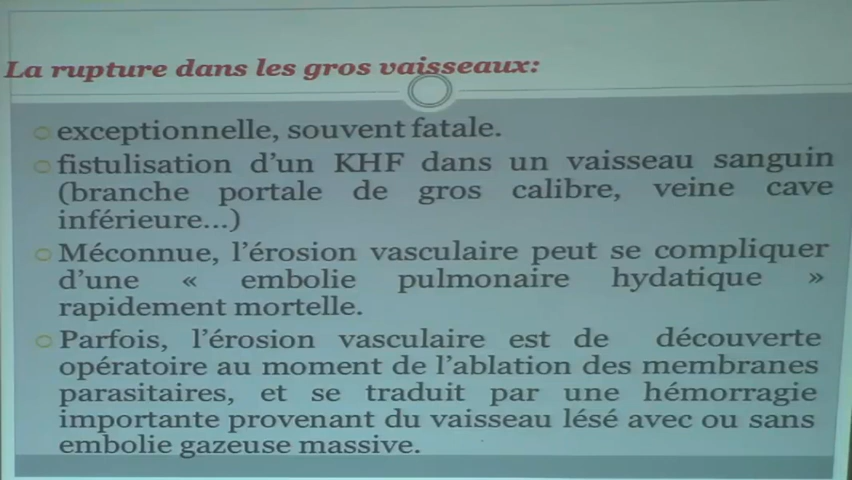 La rupture dans les gros vaisseaux:
exceptionnelle, souvent fatale.
fistulisation d'un KHF dans un vaisseau sanguin
(branche portale de gros calibre, veine cave
inférieure...)
Méconnue, l'érosion vasculaire peut se compliquer
d'une « embolie pulmonaire hydatique »
rapidement mortelle.
Parfois, l'érosion vasculaire est de découverte
opératoire au moment de l'ablation des membranes
parasitaires, et se traduit par une hémorragie
importante provenant du vaisseau lésé avec ou sans
embolie gazeuse massive.